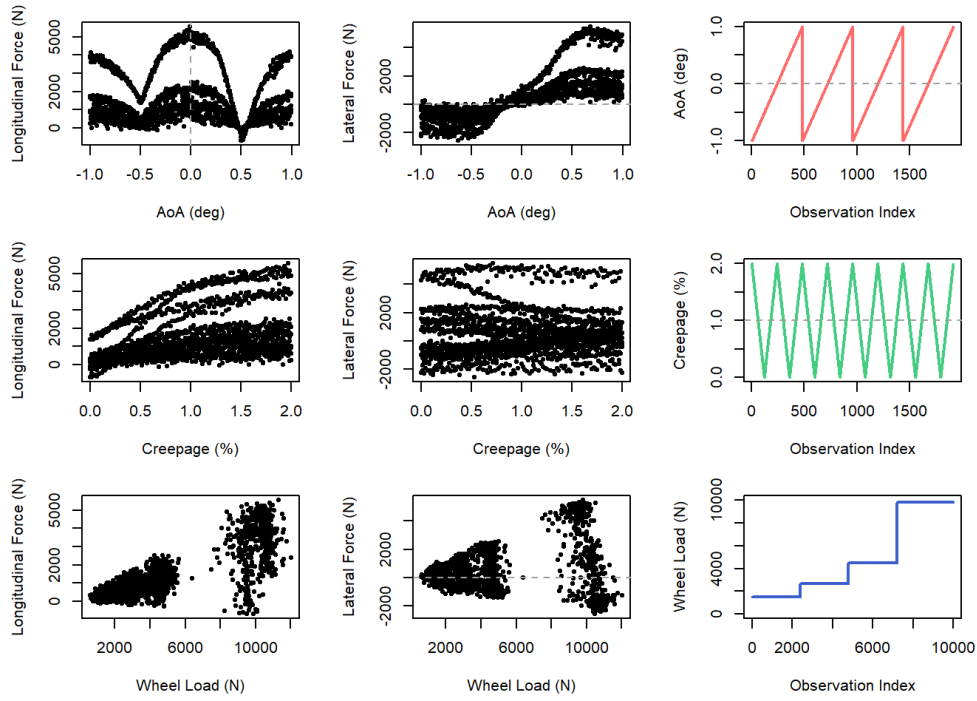 Longitudinal Force (N)
0 2000 5000
-1.0 -0.5 0.0 0.5 1.0
AoA (deg)
Lateral Force (N)
-2000 2000
-1.0 -0.5 0.0 0.5 1.0
AoA (deg)
AoA (deg)
-1.0 0.0 1.0
0 500 1000 1500
Observation Index
Longitudinal Force (N)
0 2000 5000
0.0 0.5 1.0 1.5 2.0
Creepage (%)
Lateral Force (N)
-2000 2000
0.0 0.5 1.0 1.5 2.0
Creepage (%)
Creepage (%)
0.0 1.0 2.0
0 500 1000 1500
Observation Index
Longitudinal Force (N)
0 2000 5000
2000 6000 10000
Wheel Load (N)
Lateral Force (N)
-2000 2000
2000 6000 10000
Wheel Load (N)
Wheel Load (N)
0 4000 10000
0 2000 4000 6000 10000
Observation Index